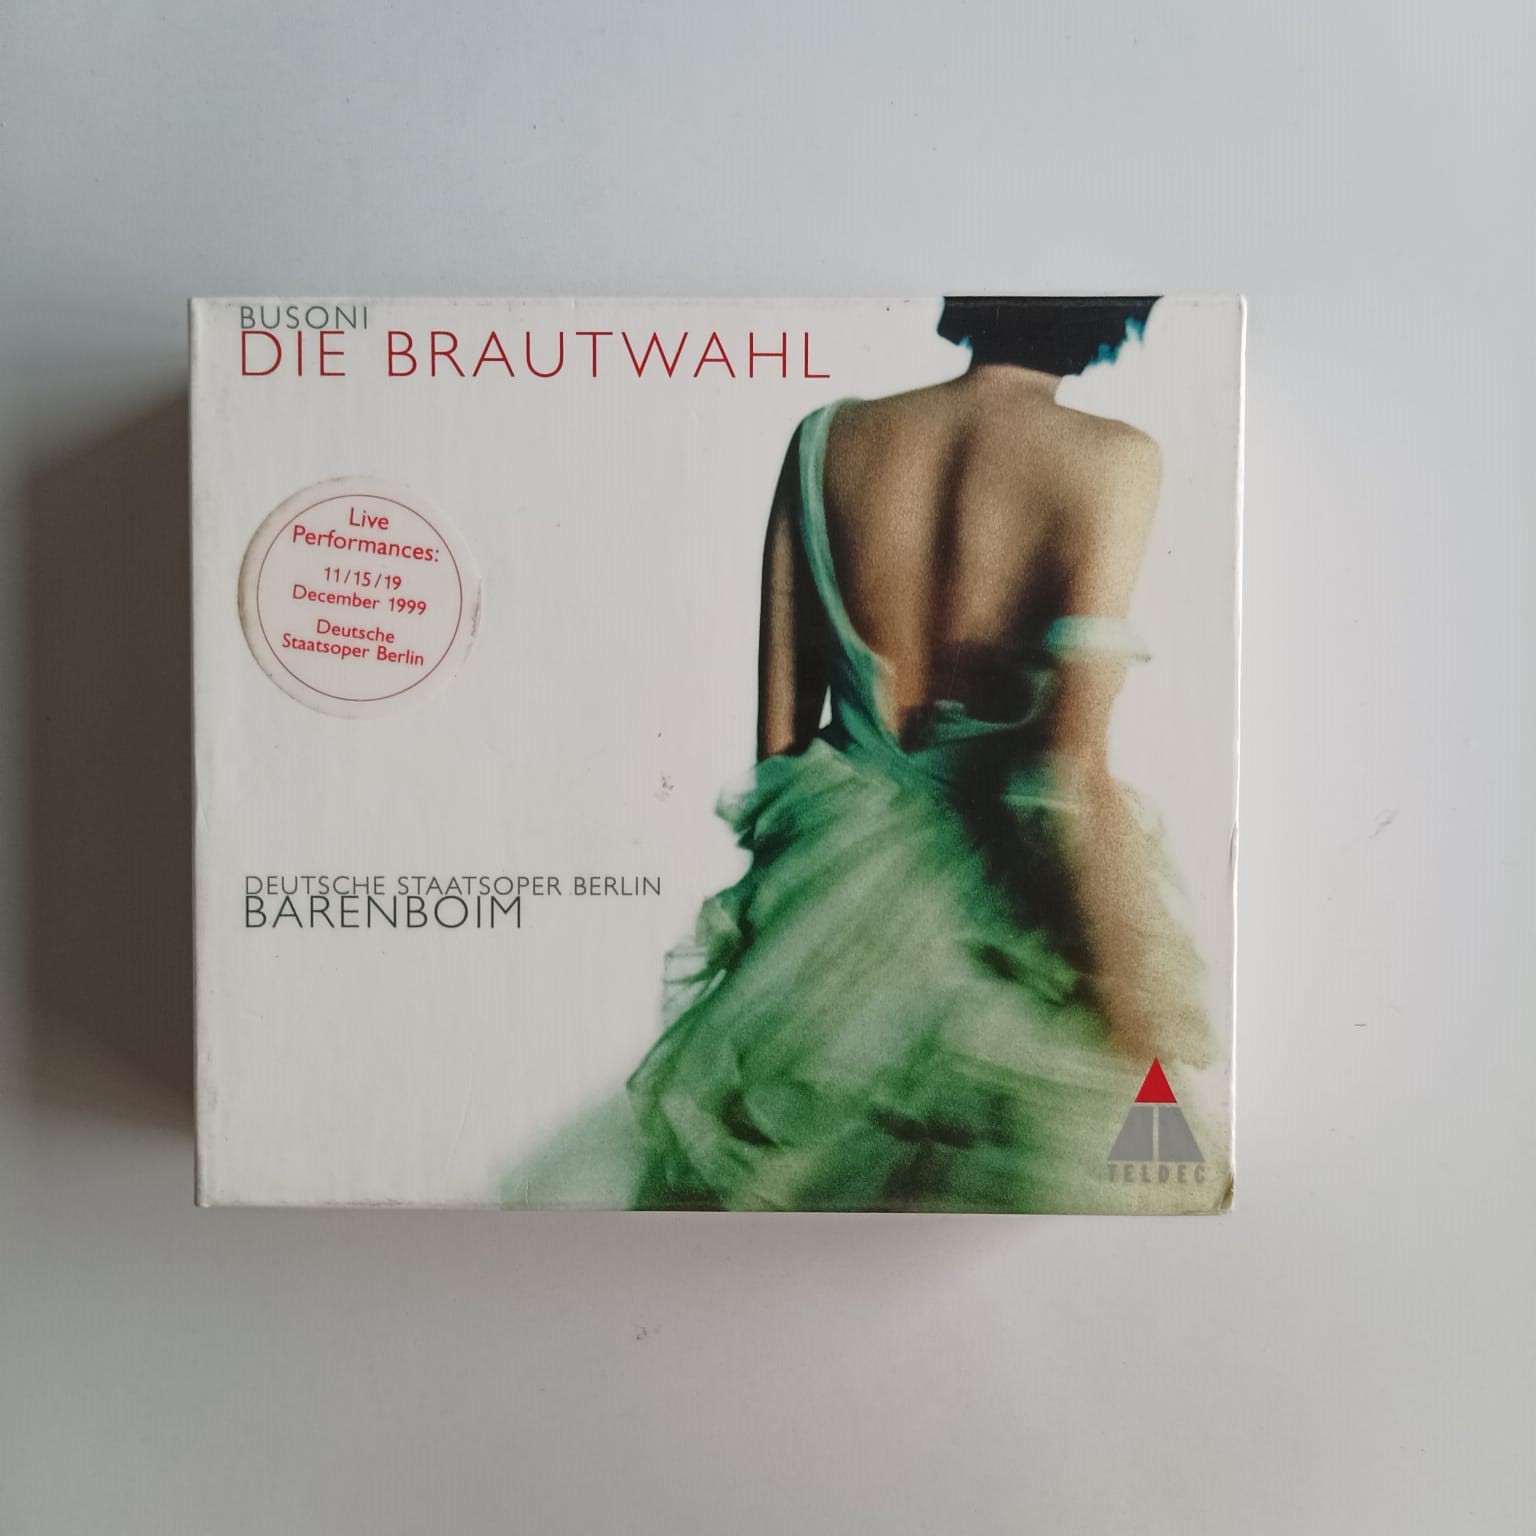 BUSONI
DIE BRAUTWAHL
Live
Performances:
11/15/19
December 1999
Deutsche
Staatsoper Berlin
DEUTSCHE STAATSOPER BERLIN
BARENBOIM
TELDEC